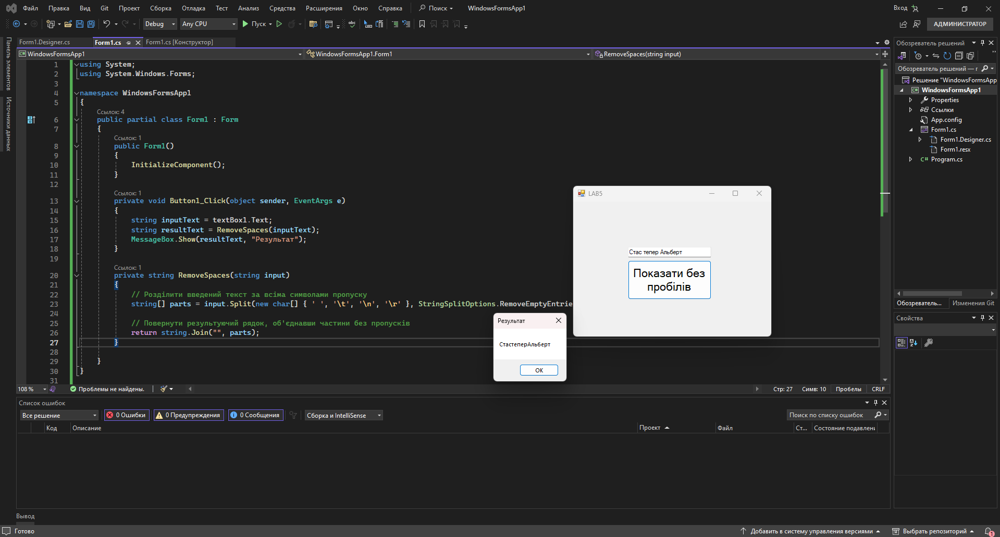 Файл Правка Вид Git Проект Сборка Отладка Тест Анализ Средства Расширения Окно Справка Поиск WindowsFormsApp1 Вход
Debug Any CPU Пуск АДМИНИСТРАТОР
Панель элементов
Источники данных
Form1.Designer.cs Form1.cs Form1.cs [Конструктор]
WindowsFormsApp1 WindowsFormsApp1.Form1 RemoveSpaces(string input)
1 using System;
2 using System.Windows.Forms;
3
4 namespace WindowsFormsApp1
5 {
Ссылок: 4
6 public partial class Form1 : Form
7 {
Ссылок: 1
8 public Form1()
9 {
10 InitializeComponent();
11 }
12
Ссылок: 1
13 private void Button1_Click(object sender, EventArgs e)
14 {
15 string inputText = textBox1.Text;
16 string resultText = RemoveSpaces(inputText);
17 MessageBox.Show(resultText, "Результат");
18 }
19
Ссылок: 1
20 private string RemoveSpaces(string input)
21 {
22 // Розділити введений текст за всіма символами пропуску
23 string[] parts = input.Split(new char[] { ' ', '\t', '\n', '\r' }, StringSplitOptions.RemoveEmptyEntrie
24
25 // Повернути результуючий рядок, об'єднавши частини без пропусків
26 return string.Join("", parts);
27 }
28
29 }
30 }
31
LAB5
Стас тепер Альберт
Показати без
пробілів
Результат
СтастеперАльберт
ОК
108 % Проблемы не найдены. Стр: 27 Симв: 10 Пробелы CRLF
Список ошибок
Все решение 0 Ошибки 0 Предупреждения 0 Сообщения Сборка и IntelliSense Поиск по списку ошибок
Код Описание Проект Файл Ст... Состояние подавлени
Обозреватель решений
Обозреватель решений — г
Решение "WindowsFormsApp
WindowsFormsApp1
Properties
Ссылки
App.config
Form1.cs
Form1.Designer.cs
Form1.resx
C# Program.cs
Обозреватель... Изменения Git
Свойства
Вывод
Готово Добавить в систему управления версиями Выбрать репозиторий 1